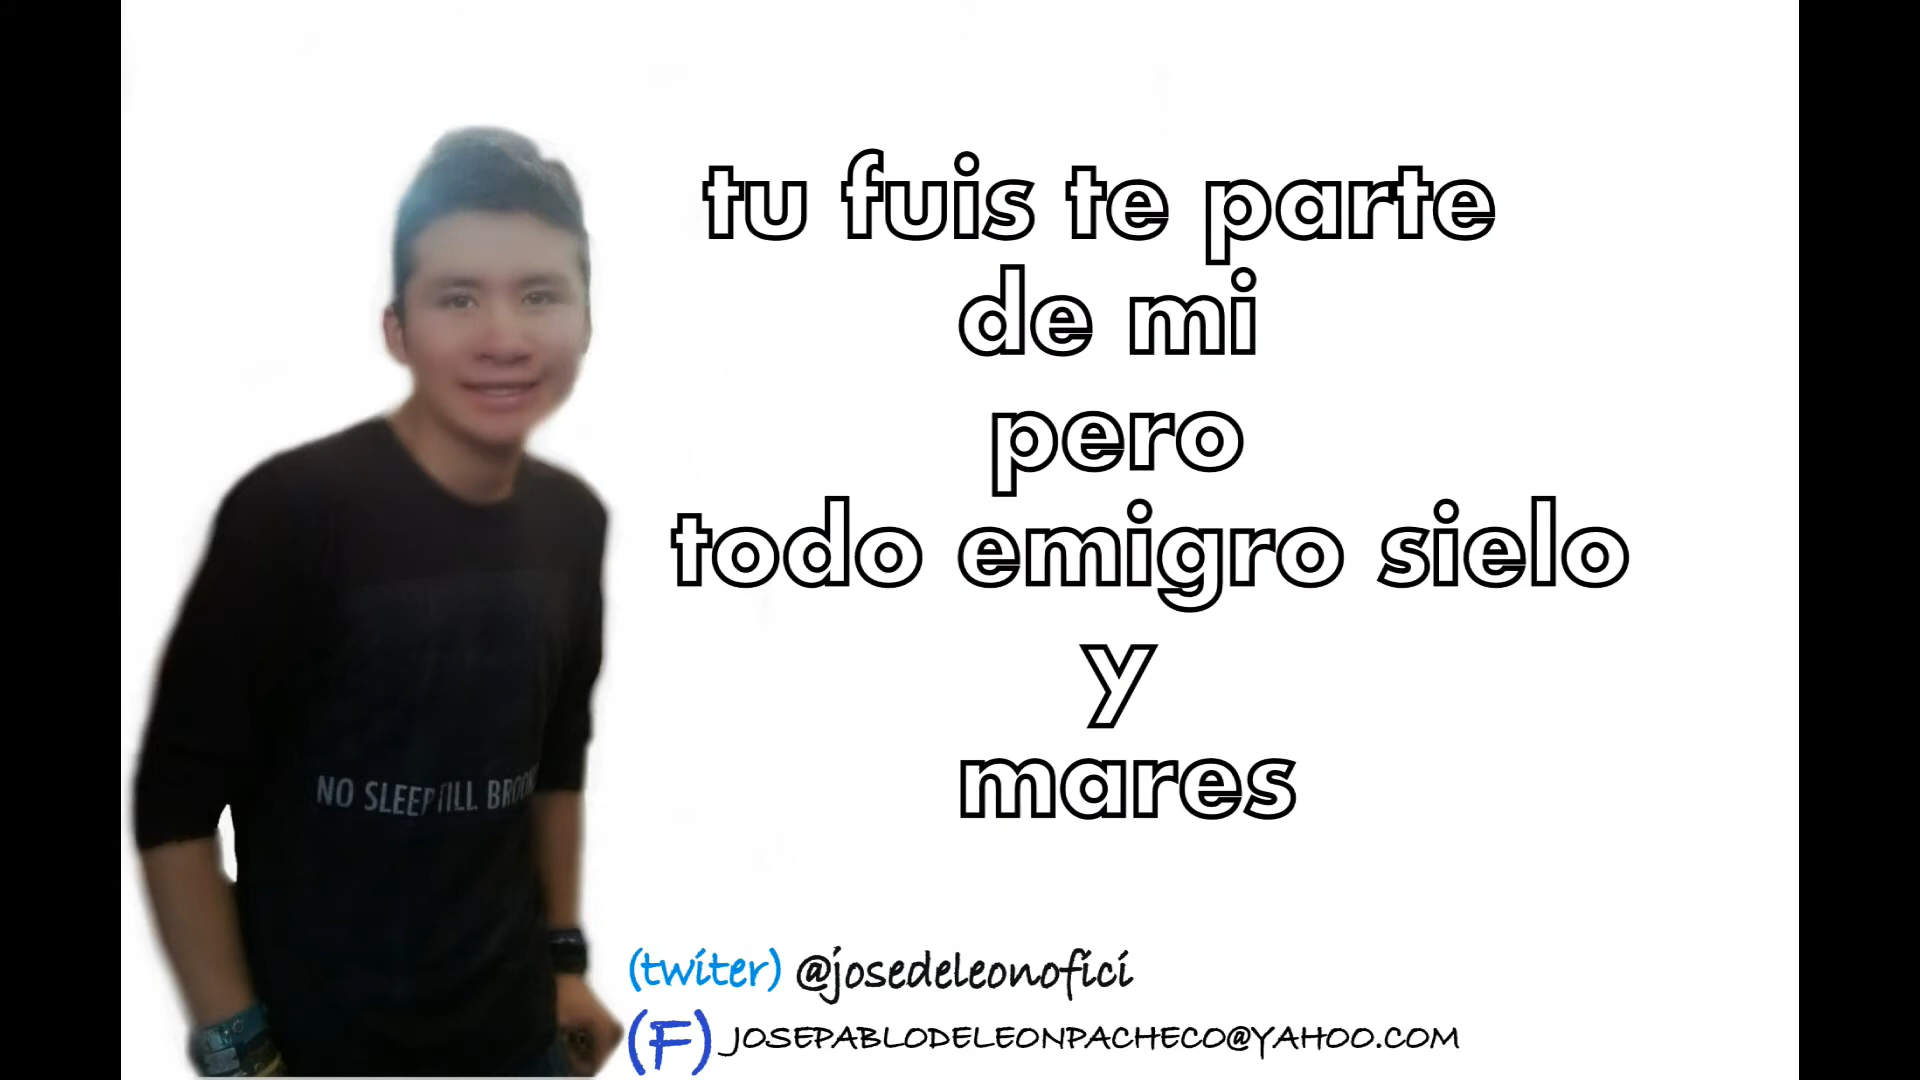 tu fuis te parte
de mi
pero
todo emigro sielo
y
mares
NO SLEEP TILL
(twiter) @josedeleonofici
(F) JOSEPABLODELEONPACHECO@YAHOO.COM